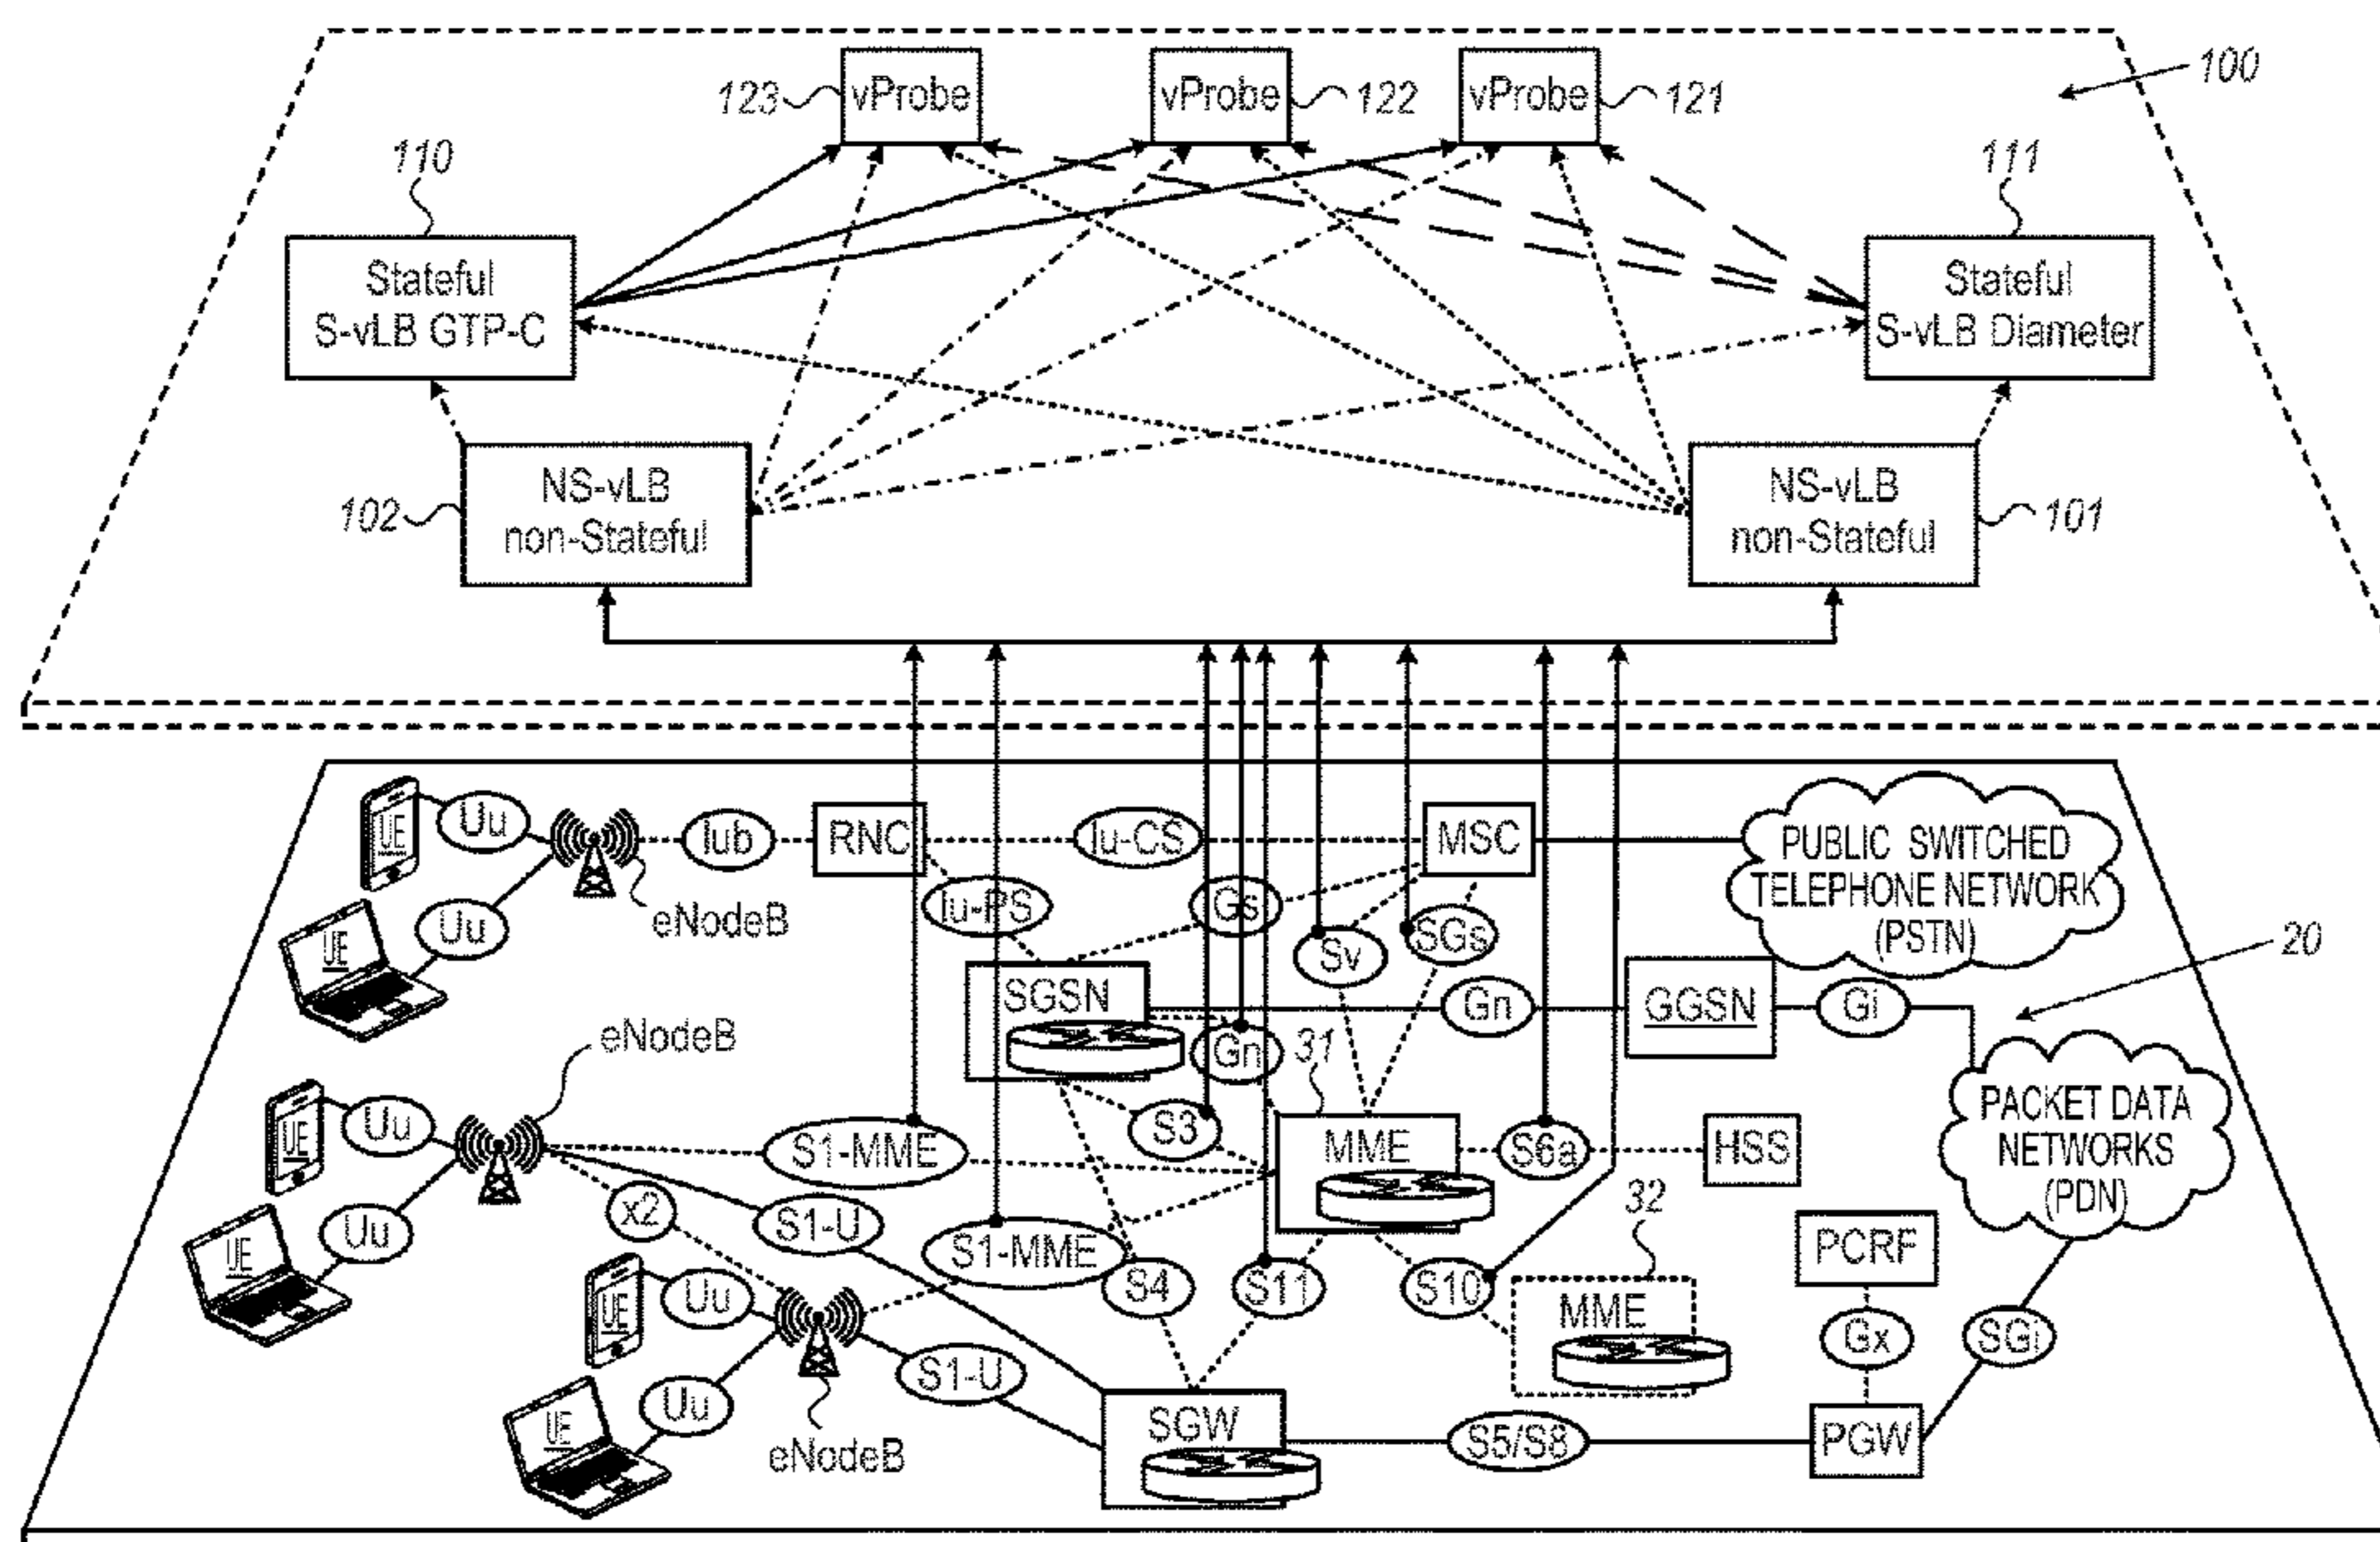 100
123
vProbe
vProbe
122
vProbe
121
110
111
Stateful
S-vLB GTP-C
Stateful
S-vLB Diameter
102
NS-vLB
non-Stateful
NS-vLB
non-Stateful
101
UE
Uu
Iub
RNC
Iu-CS
MSC
PUBLIC SWITCHED
TELEPHONE NETWORK
(PSTN)
Uu
eNodeB
Iu-PS
Gs
Sv
SGs
20
UE
SGSN
Gn
GGSN
Gi
eNodeB
Gn
31
PACKET DATA
NETWORKS
(PDN)
UE
Uu
S1-MME
S3
MME
S6a
HSS
UE
Uu
x2
S1-U
S1-MME
32
PCRF
UE
Uu
S4
S11
S10
MME
Gx
SGi
UE
Uu
S1-U
eNodeB
SGW
S5/S8
PGW